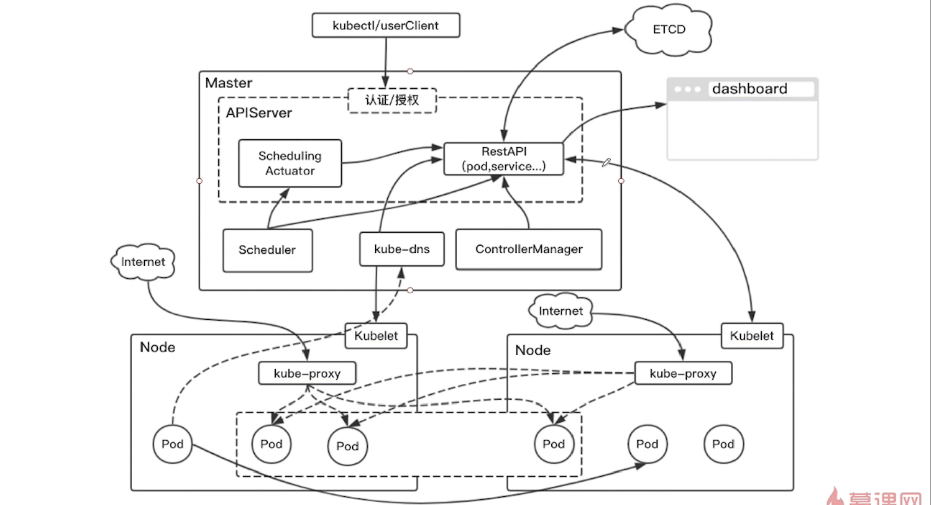 kubectl/userClient
ETCD
Master
认证/授权
dashboard
APIServer
Scheduling
Actuator
RestAPI
(pod,service...)
Scheduler
kube-dns
ControllerManager
Internet
Internet
Kubelet
Kubelet
Node
Node
kube-proxy
kube-proxy
Pod
Pod
Pod
Pod
Pod
Pod
慕课网